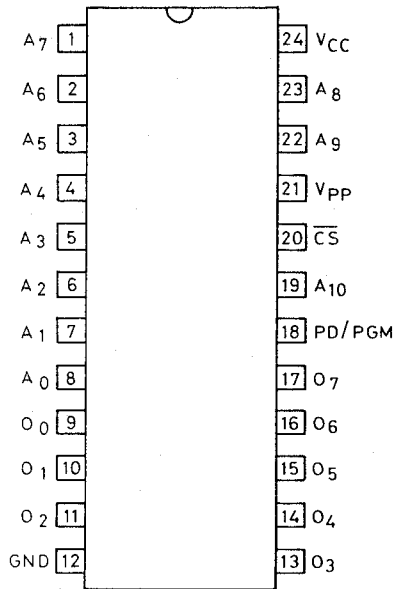 A7 1 24 VCC
A6 2 23 A8
A5 3 22 A9
A4 4 21 VPP
A3 5 20 C̅S̅
A2 6 19 A10
A1 7 18 PD/PGM
A0 8 17 O7
O0 9 16 O6
O1 10 15 O5
O2 11 14 O4
GND 12 13 O3